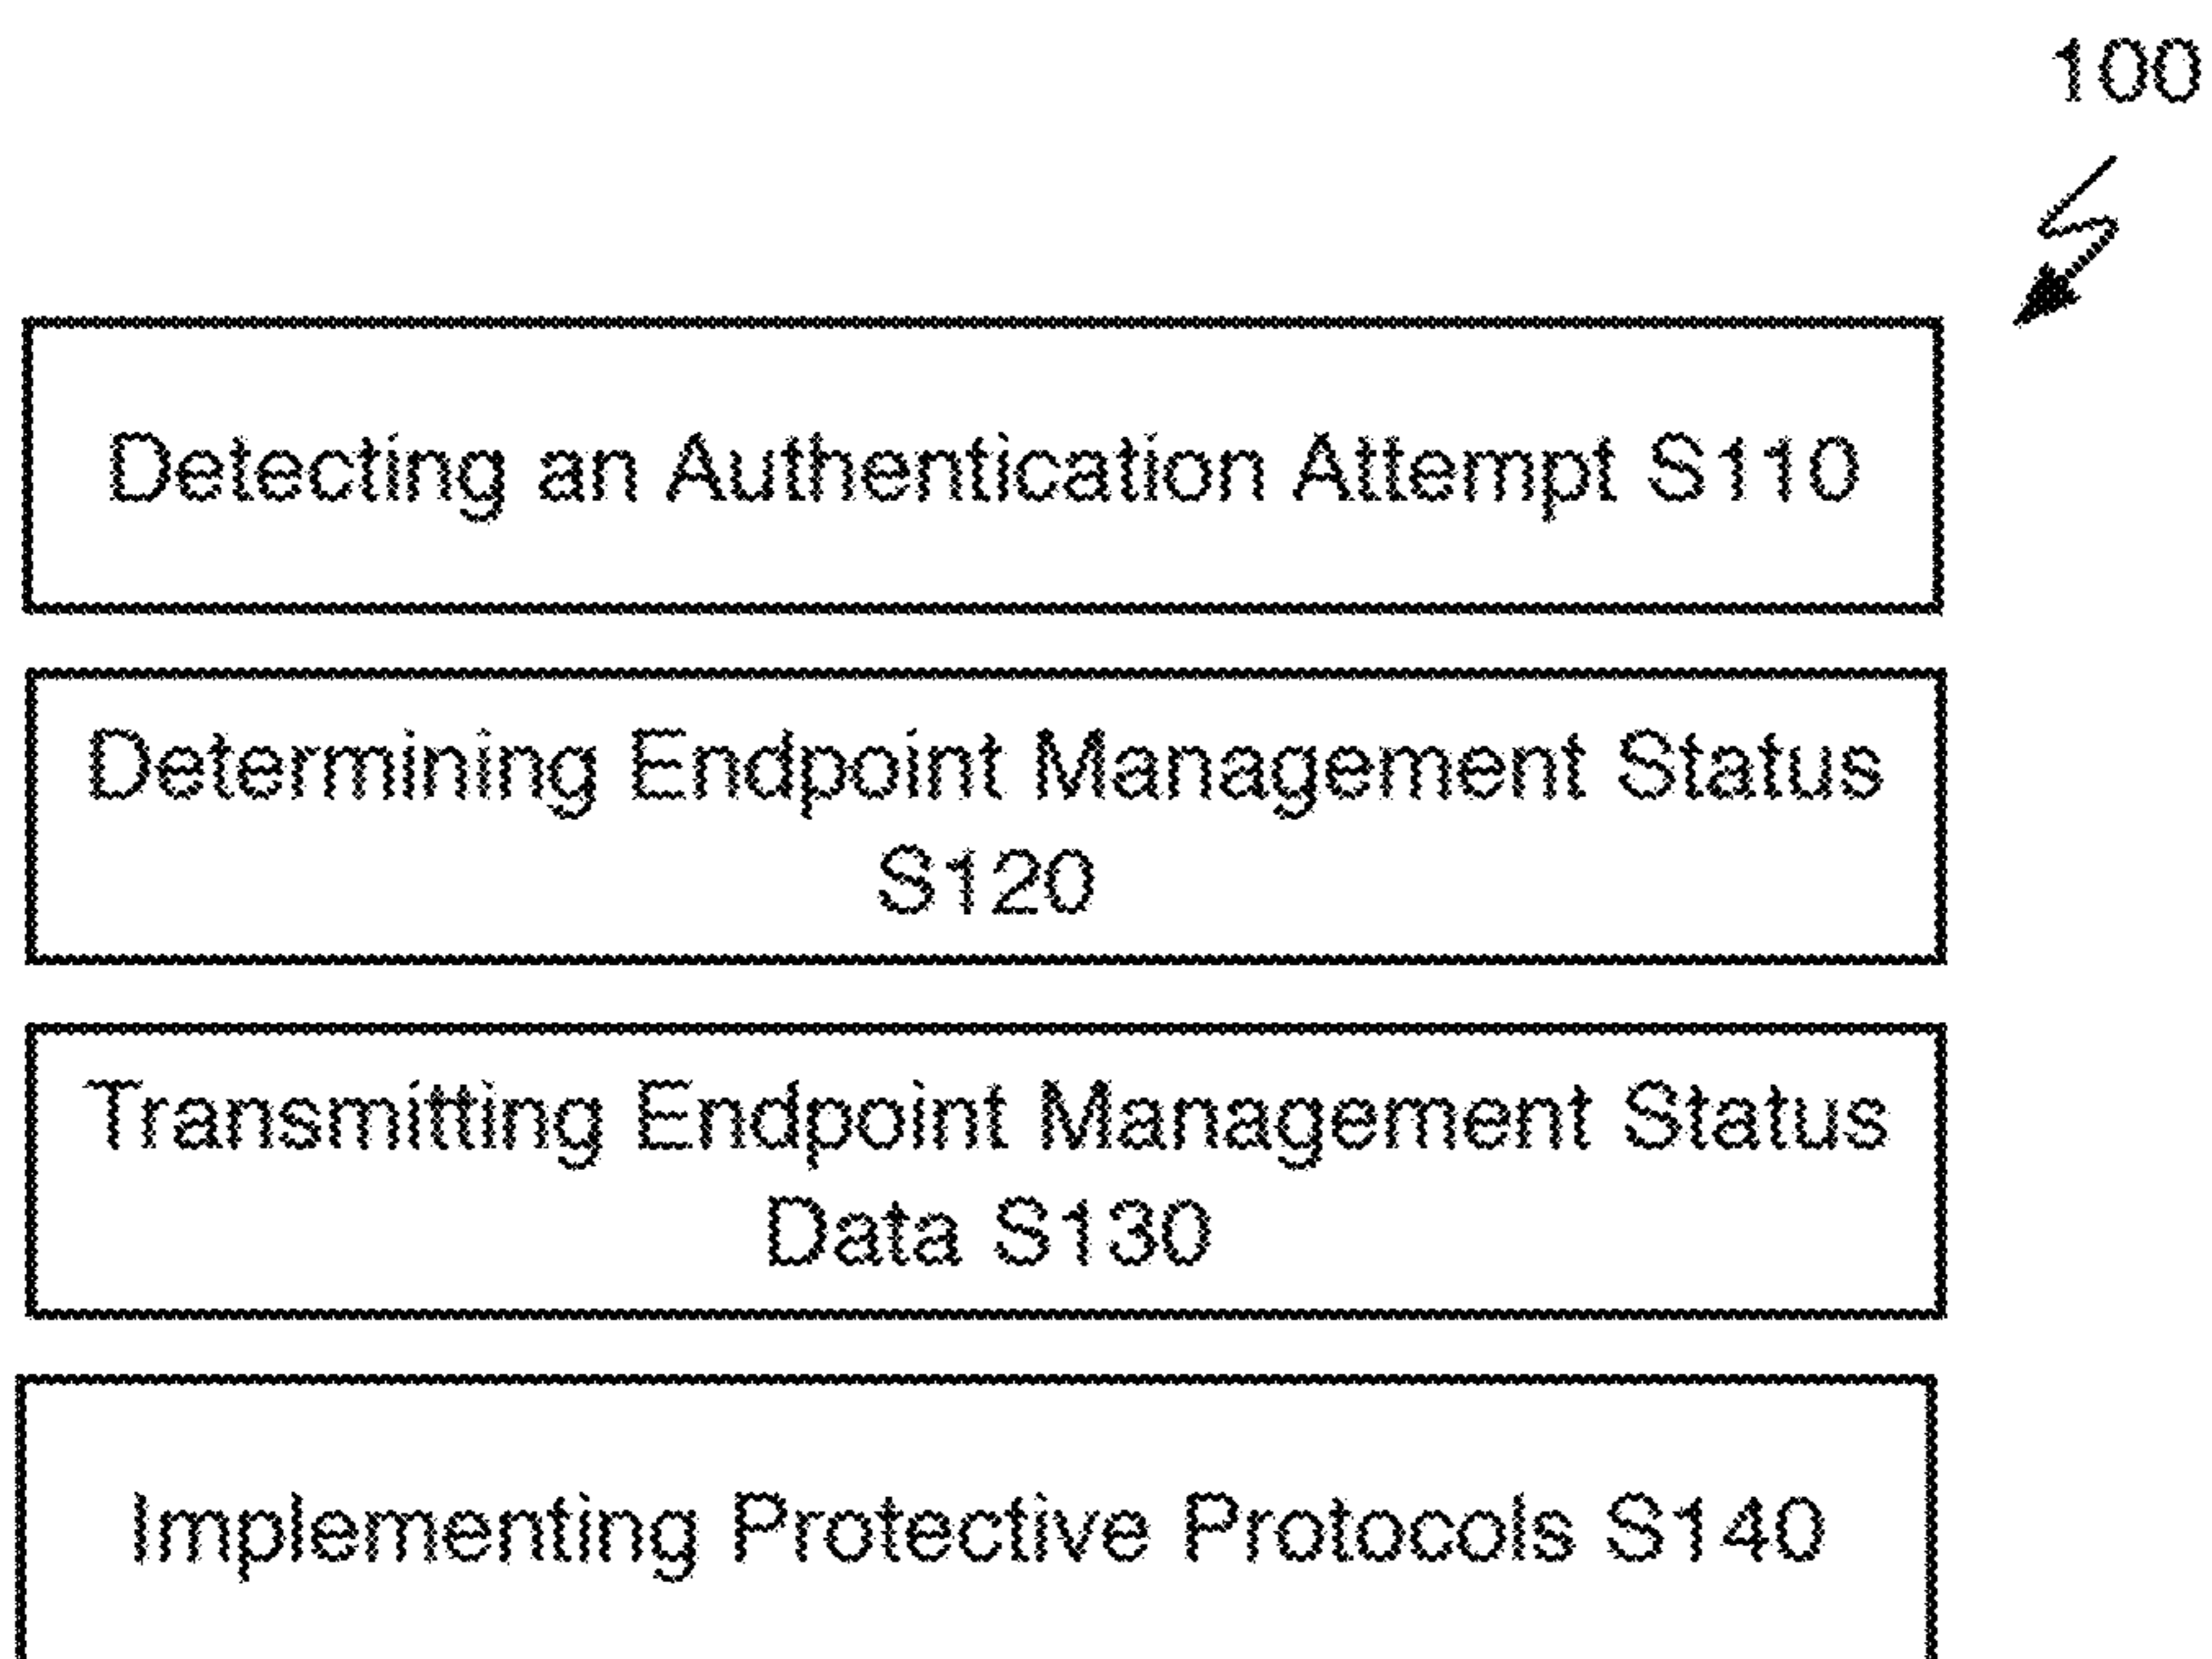 100
Detecting an Authentication Attempt S110
Determining Endpoint Management Status
S120
Transmitting Endpoint Management Status
Data S130
Implementing Protective Protocols S140